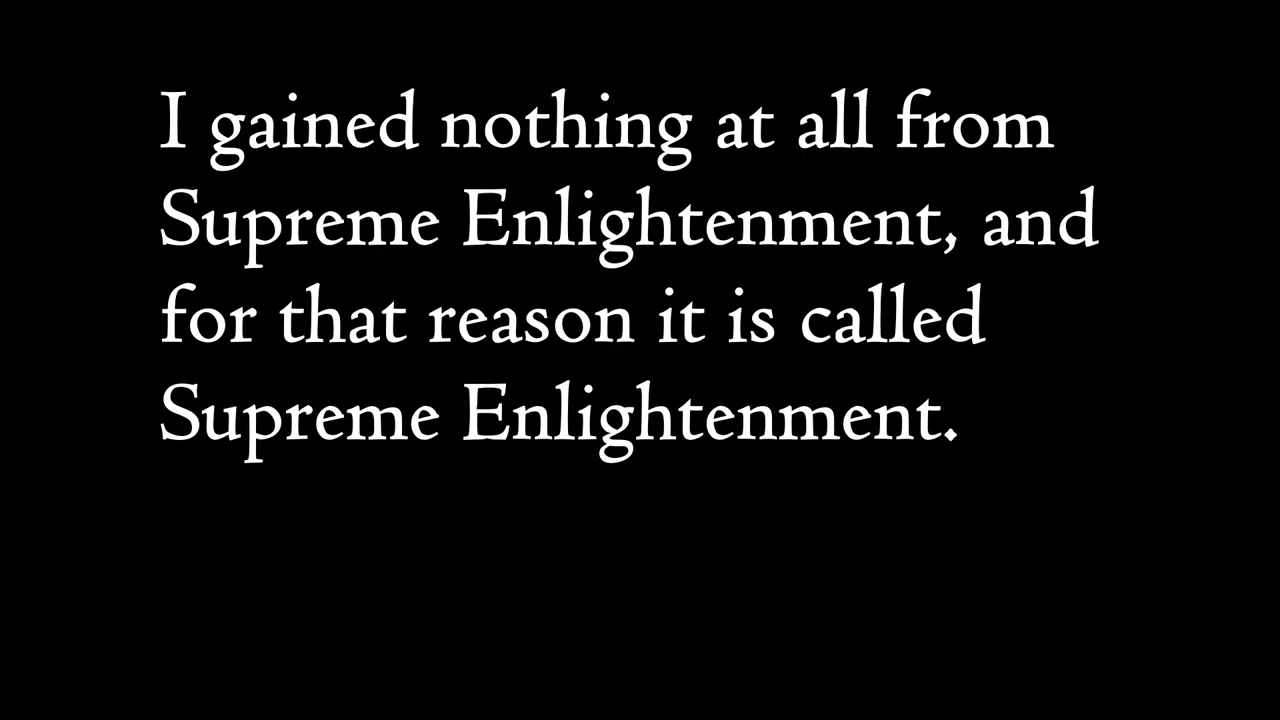 I gained nothing at all from
Supreme Enlightenment, and
for that reason it is called
Supreme Enlightenment.